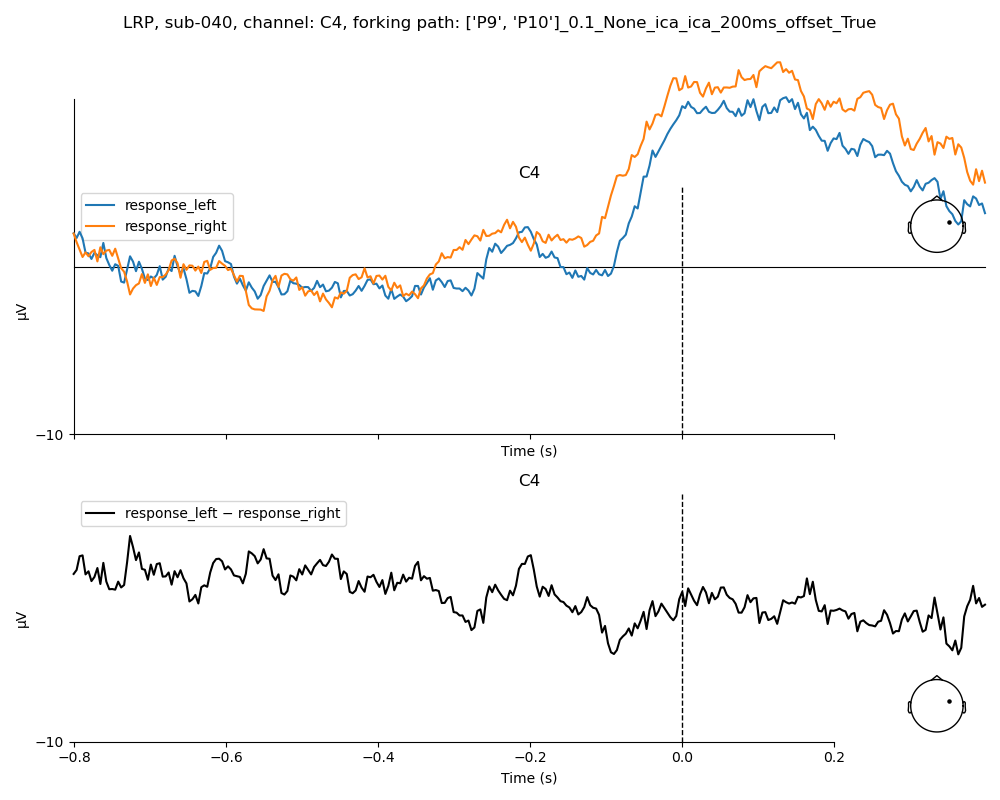 LRP, sub-040, channel: C4, forking path: ['P9', 'P10']_0.1_None_ica_ica_200ms_offset_True
C4
response_left
response_right
µV
−10
Time (s)
C4
response_left − response_right
µV
−10
−0.8 −0.6 −0.4 −0.2 0.0 0.2
Time (s)